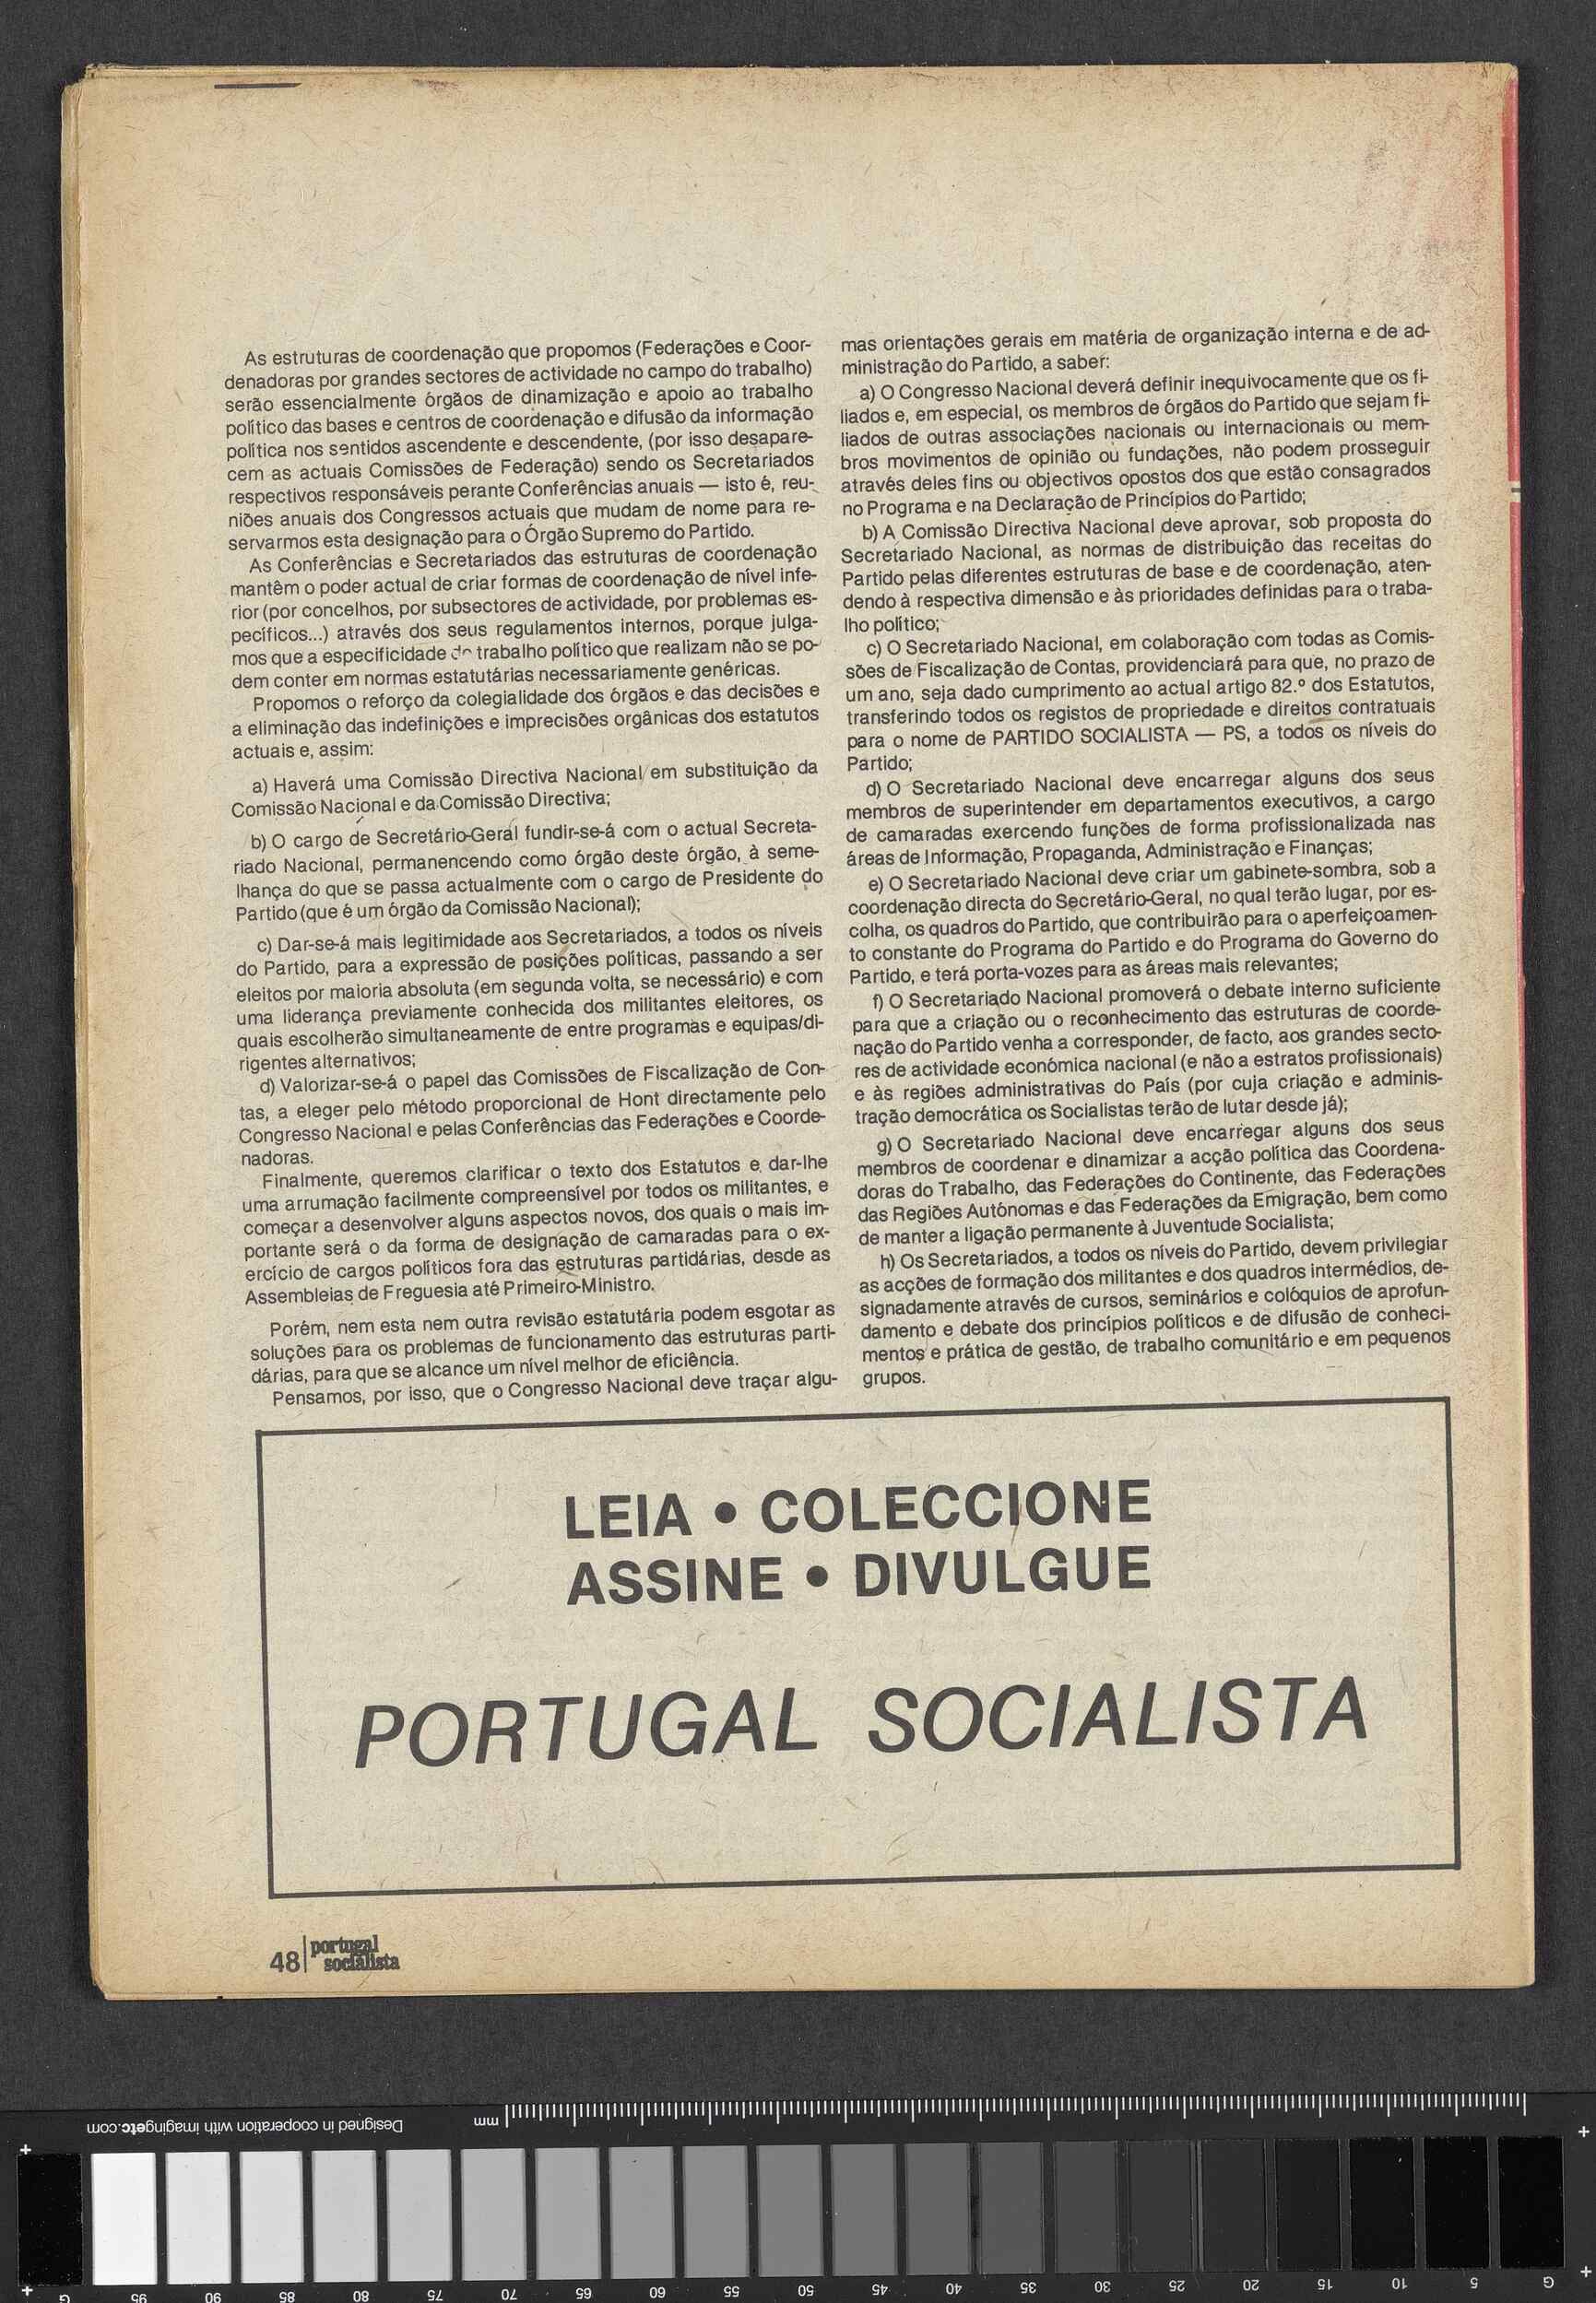 As estruturas de coordenação que propomos (Federações e Coor-
denadoras por grandes sectores de actividade no campo do trabalho)
serão essencialmente órgãos de dinamização e apoio ao trabalho
político das bases e centros de coordenação e difusão da informação
política nos sentidos ascendente e descendente, (por isso desapare-
cem as actuais Comissões de Federação) sendo os Secretariados
respectivos responsáveis perante Conferências anuais — isto é, reu-
niões anuais dos Congressos actuais que mudam de nome para re-
servarmos esta designação para o Órgão Supremo do Partido.
As Conferências e Secretariados das estruturas de coordenação
mantêm o poder actual de criar formas de coordenação de nível infe-
rior (por concelhos, por subsectores de actividade, por problemas es-
pecíficos...) através dos seus regulamentos internos, porque julga-
mos que a especificidade do trabalho político que realizam não se po-
dem conter em normas estatutárias necessariamente genéricas.
Propomos o reforço da colegialidade dos órgãos e das decisões e
a eliminação das indefinições e imprecisões orgânicas dos estatutos
actuais e, assim:
a) Haverá uma Comissão Directiva Nacional em substituição da
Comissão Nacional e da Comissão Directiva;
b) O cargo de Secretário-Geral fundir-se-á com o actual Secreta-
riado Nacional, permanencendo como órgão deste órgão, à seme-
lhança do que se passa actualmente com o cargo de Presidente do
Partido (que é um órgão da Comissão Nacional);
c) Dar-se-á mais legitimidade aos Secretariados, a todos os níveis
do Partido, para a expressão de posições políticas, passando a ser
eleitos por maioria absoluta (em segunda volta, se necessário) e com
uma liderança previamente conhecida dos militantes eleitores, os
quais escolherão simultaneamente de entre programas e equipas/di-
rigentes alternativos;
d) Valorizar-se-á o papel das Comissões de Fiscalização de Con-
tas, a eleger pelo método proporcional de Hont directamente pelo
Congresso Nacional e pelas Conferências das Federações e Coorde-
nadoras.
Finalmente, queremos clarificar o texto dos Estatutos e dar-lhe
uma arrumação facilmente compreensível por todos os militantes, e
começar a desenvolver alguns aspectos novos, dos quais o mais im-
portante será o da forma de designação de camaradas para o ex-
ercício de cargos políticos fora das estruturas partidárias, desde as
Assembleias de Freguesia até Primeiro-Ministro.
Porém, nem esta nem outra revisão estatutária podem esgotar as
soluções para os problemas de funcionamento das estruturas parti-
dárias, para que se alcance um nível melhor de eficiência.
Pensamos, por isso, que o Congresso Nacional deve traçar algu-
mas orientações gerais em matéria de organização interna e de ad-
ministração do Partido, a saber:
a) O Congresso Nacional deverá definir inequivocamente que os fi-
liados e, em especial, os membros de órgãos do Partido que sejam fi-
liados de outras associações nacionais ou internacionais ou mem-
bros movimentos de opinião ou fundações, não podem prosseguir
através deles fins ou objectivos opostos dos que estão consagrados
no Programa e na Declaração de Princípios do Partido;
b) A Comissão Directiva Nacional deve aprovar, sob proposta do
Secretariado Nacional, as normas de distribuição das receitas do
Partido pelas diferentes estruturas de base e de coordenação, aten-
dendo à respectiva dimensão e às prioridades definidas para o traba-
lho político;
c) O Secretariado Nacional, em colaboração com todas as Comis-
sões de Fiscalização de Contas, providenciará para que, no prazo de
um ano, seja dado cumprimento ao actual artigo 82.º dos Estatutos,
transferindo todos os registos de propriedade e direitos contratuais
para o nome de PARTIDO SOCIALISTA — PS, a todos os níveis do
Partido;
d) O Secretariado Nacional deve encarregar alguns dos seus
membros de superintender em departamentos executivos, a cargo
de camaradas exercendo funções de forma profissionalizada nas
áreas de Informação, Propaganda, Administração e Finanças;
e) O Secretariado Nacional deve criar um gabinete-sombra, sob a
coordenação directa do Secretário-Geral, no qual terão lugar, por es-
colha, os quadros do Partido, que contribuirão para o aperfeiçoamen-
to constante do Programa do Partido e do Programa do Governo do
Partido, e terá porta-vozes para as áreas mais relevantes;
f) O Secretariado Nacional promoverá o debate interno suficiente
para que a criação ou o reconhecimento das estruturas de coorde-
nação do Partido venha a corresponder, de facto, aos grandes secto-
res de actividade económica nacional (e não a estratos profissionais)
e às regiões administrativas do País (por cuja criação e adminis-
tração democrática os Socialistas terão de lutar desde já);
g) O Secretariado Nacional deve encarregar alguns dos seus
membros de coordenar e dinamizar a acção política das Coordena-
doras do Trabalho, das Federações do Continente, das Federações
das Regiões Autónomas e das Federações da Emigração, bem como
de manter a ligação permanente à Juventude Socialista;
h) Os Secretariados, a todos os níveis do Partido, devem privilegiar
as acções de formação dos militantes e dos quadros intermédios, de-
signadamente através de cursos, seminários e colóquios de aprofun-
damento e debate dos princípios políticos e de difusão de conheci-
mentos e prática de gestão, de trabalho comunitário e em pequenos
grupos.
LEIA • COLECCIONE
ASSINE • DIVULGUE
PORTUGAL SOCIALISTA
48 portugal
socialista
mm
Designed in cooperation with imagingetc.com
G 95 90 85 80 75 70 65 60 55 50 45 40 35 30 25 20 15 10 5 G